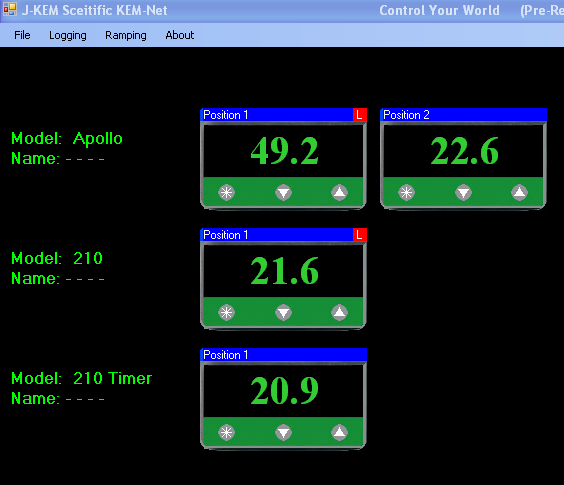 J-KEM Sceitific KEM-Net Control Your World (Pre-Re
File Logging Ramping About
Position 1 L Position 2
Model: Apollo
Name: - - - -
49.2 22.6
Position 1 L
Model: 210
Name: - - - -
21.6
Position 1
Model: 210 Timer
Name: - - - -
20.9